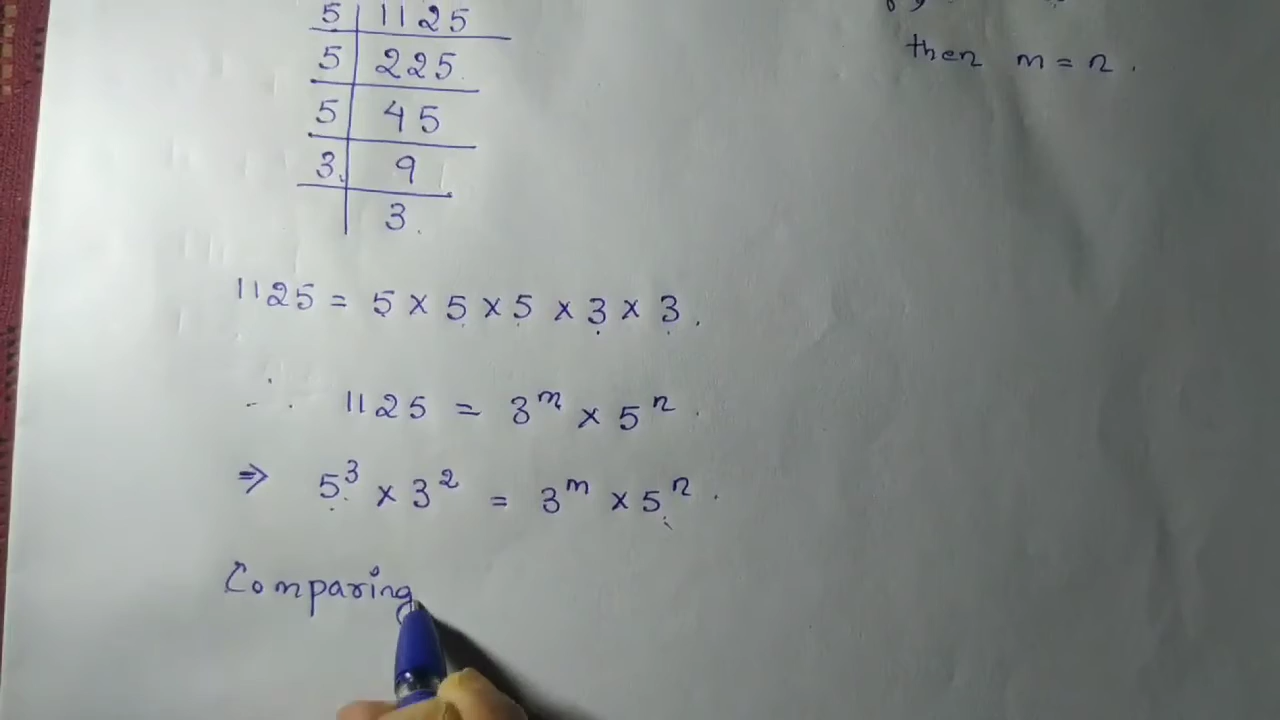 5 | 1125
5 | 225
5 | 45
3 | 9
3
then m = n.
1125 = 5 × 5 × 5 × 3 × 3.
∴ 1125 = 3^m × 5^n.
⇒ 5^3 × 3^2 = 3^m × 5^n.
Comparing